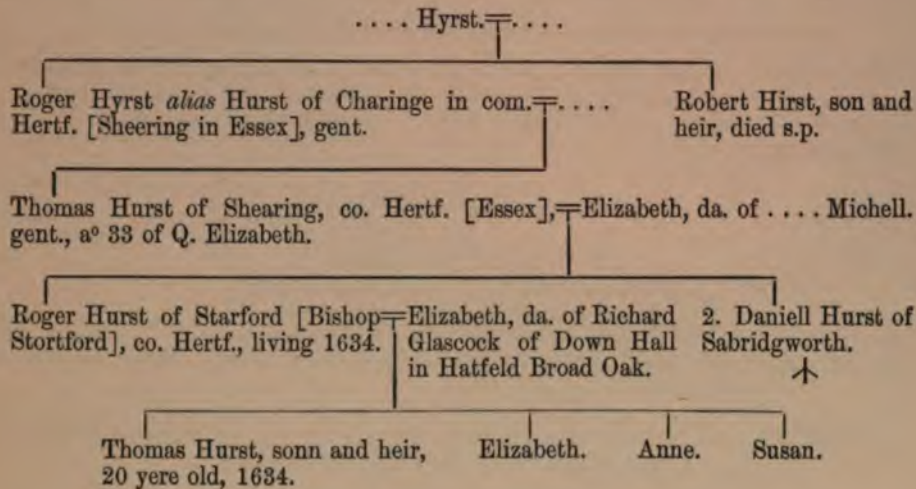 .... Hyrst. ....
Roger Hyrst alias Hurst of Charinge in com. ....
Hertf. [Sheering in Essex], gent.
Robert Hirst, son and
heir, died s.p.
Thomas Hurst of Shearing, co. Hertf. [Essex], Elizabeth, da. of .... Michell.
gent., aº 33 of Q. Elizabeth.
Roger Hurst of Starford [Bishop
Stortford], co. Hertf., living 1634.
Elizabeth, da. of Richard
Glascock of Down Hall
in Hatfeld Broad Oak.
2. Daniell Hurst of
Sabridgworth.
Thomas Hurst, sonn and heir,
20 yere old, 1634.
Elizabeth.
Anne.
Susan.